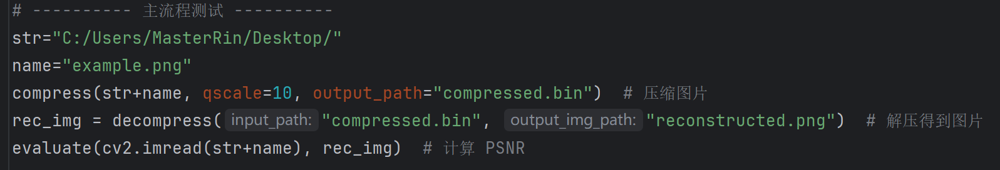 # ---------- 主流程测试 ----------
str="C:/Users/MasterRin/Desktop/"
name="example.png"
compress(str+name, qscale=10, output_path="compressed.bin")  # 压缩图片
rec_img = decompress( input_path: "compressed.bin", output_img_path: "reconstructed.png")  # 解压得到图片
evaluate(cv2.imread(str+name), rec_img)  # 计算 PSNR